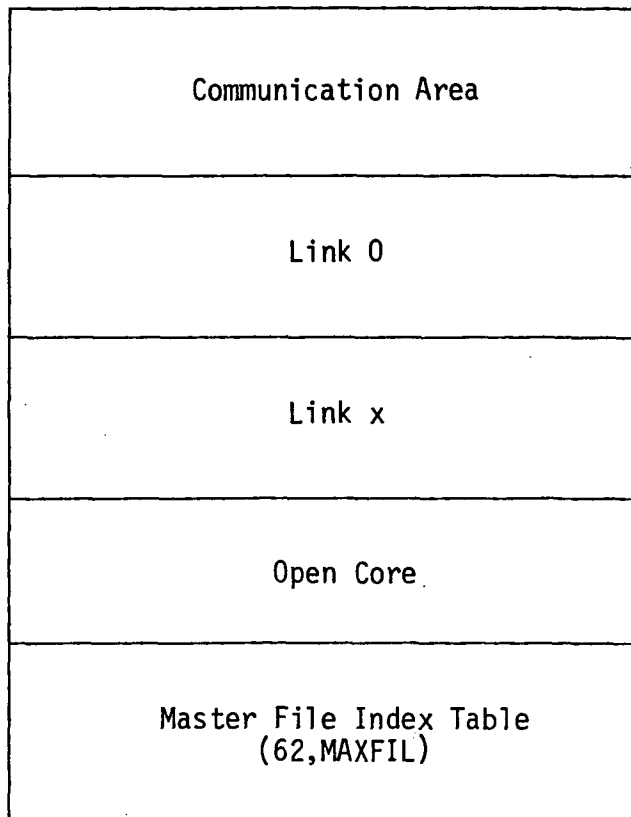 Communication Area
Link 0
Link x
Open Core
Master File Index Table
(62,MAXFIL)